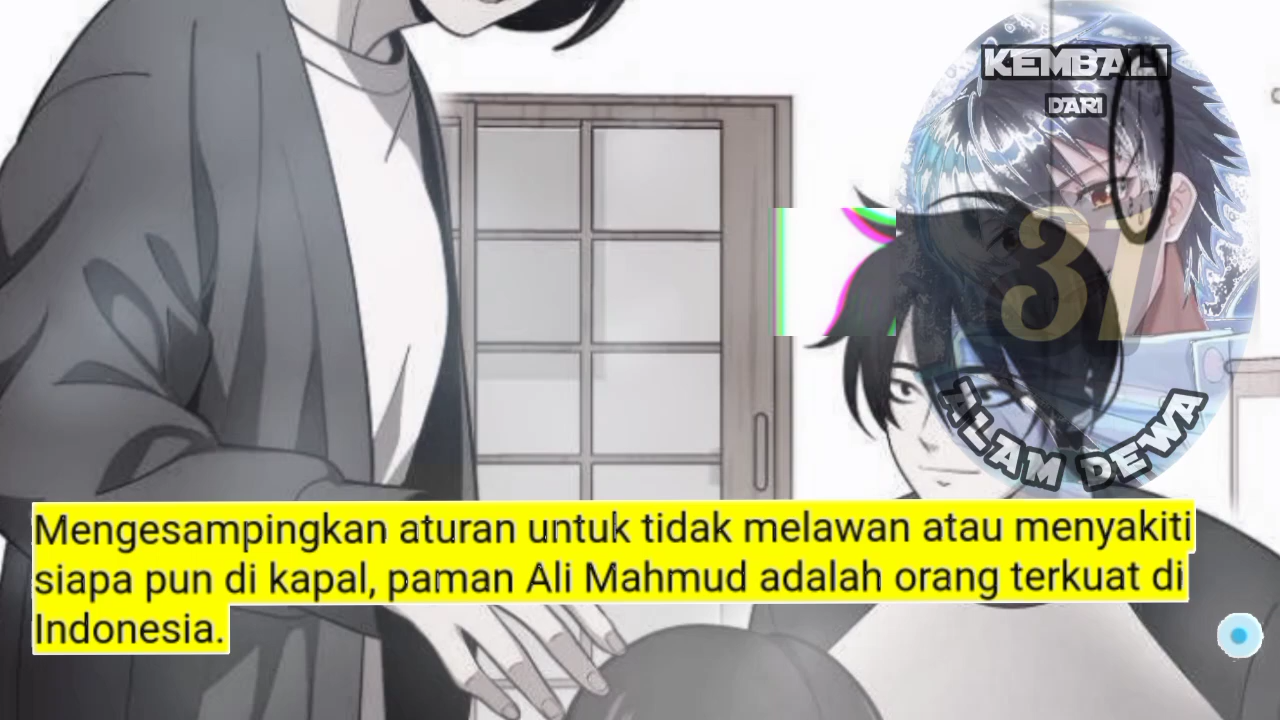 KEMBALI
DARI
31
ALAM DEWA
Mengesampingkan aturan untuk tidak melawan atau menyakiti
siapa pun di kapal, paman Ali Mahmud adalah orang terkuat di
Indonesia.